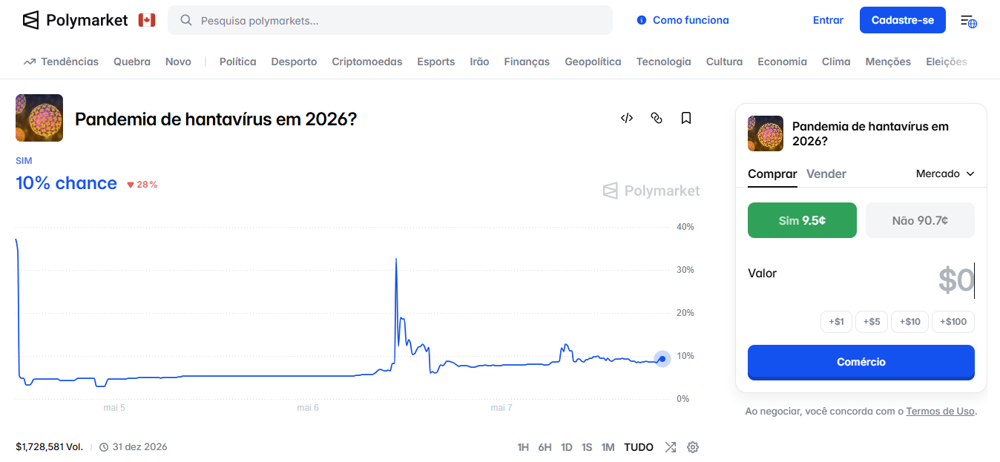 Polymarket
Pesquisa polymarkets...
Como funciona
Entrar
Cadastre-se
Tendências Quebra Novo Política Desporto Criptomoedas Esports Irão Finanças Geopolítica Tecnologia Cultura Economia Clima Menções Eleições
Pandemia de hantavírus em 2026?
SIM
10% chance 28%
Polymarket
40%
30%
20%
10%
0%
mai 5 mai 6 mai 7
$1,728,581 Vol. 31 dez 2026
1H 6H 1D 1S 1M TUDO
Pandemia de hantavírus em
2026?
Comprar Vender Mercado
Sim 9.5¢ Não 90.7¢
Valor $0
+$1 +$5 +$10 +$100
Comércio
Ao negociar, você concorda com o Termos de Uso.